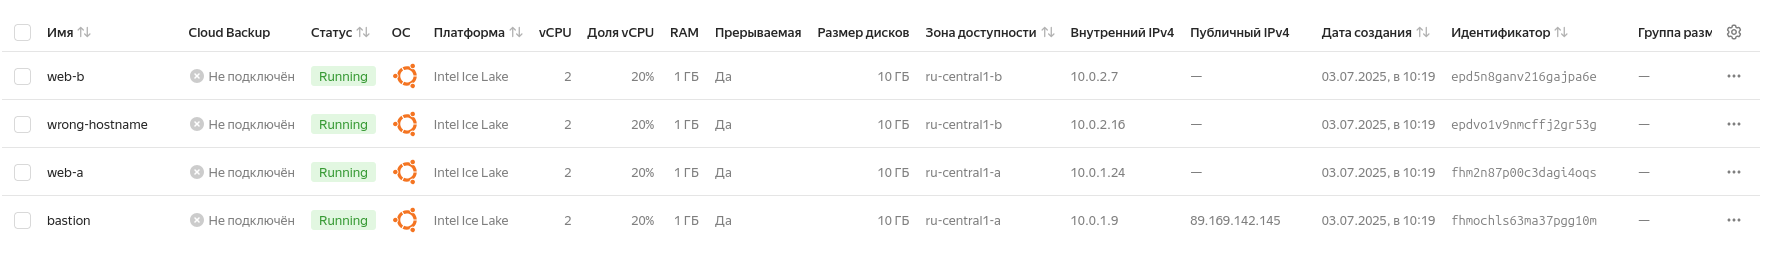 Имя Cloud Backup Статус ОС Платформа vCPU Доля vCPU RAM Прерываемая Размер дисков Зона доступности Внутренний IPv4 Публичный IPv4 Дата создания Идентификатор Группа разм
web-b Не подключён Running Intel Ice Lake 2 20% 1 ГБ Да 10 ГБ ru-central1-b 10.0.2.7 — 03.07.2025, в 10:19 epd5n8ganv216gajpa6e —
wrong-hostname Не подключён Running Intel Ice Lake 2 20% 1 ГБ Да 10 ГБ ru-central1-b 10.0.2.16 — 03.07.2025, в 10:19 epdvo1v9nmcffj2gr53g —
web-a Не подключён Running Intel Ice Lake 2 20% 1 ГБ Да 10 ГБ ru-central1-a 10.0.1.24 — 03.07.2025, в 10:19 fhm2n87p00c3dagi4oqs —
bastion Не подключён Running Intel Ice Lake 2 20% 1 ГБ Да 10 ГБ ru-central1-a 10.0.1.9 89.169.142.145 03.07.2025, в 10:19 fhmochls63ma37pgg10m —